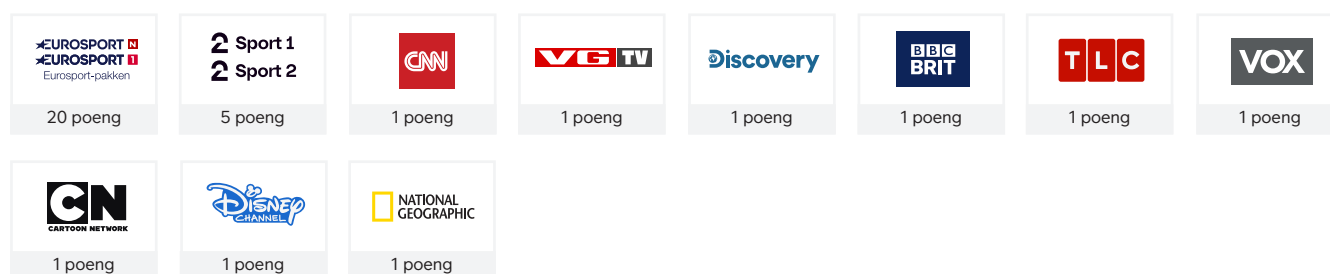 EUROSPORT N
EUROSPORT 1
Eurosport-pakken
20 poeng
2 Sport 1
2 Sport 2
5 poeng
CNN
1 poeng
VG TV
1 poeng
Discovery
1 poeng
BBC
BRIT
1 poeng
TLC
1 poeng
VOX
1 poeng
CN
CARTOON NETWORK
1 poeng
Disney
CHANNEL
1 poeng
NATIONAL
GEOGRAPHIC
1 poeng